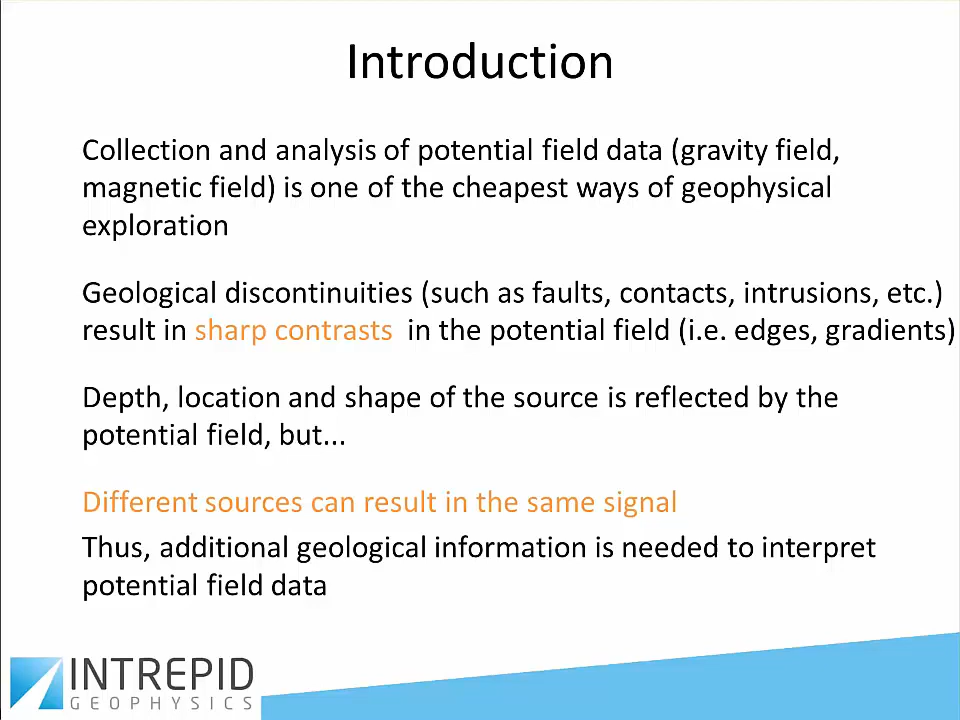 Introduction
Collection and analysis of potential field data (gravity field,
magnetic field) is one of the cheapest ways of geophysical
exploration
Geological discontinuities (such as faults, contacts, intrusions, etc.)
result in sharp contrasts in the potential field (i.e. edges, gradients)
Depth, location and shape of the source is reflected by the
potential field, but...
Different sources can result in the same signal
Thus, additional geological information is needed to interpret
potential field data
INTREPID
GEOPHYSICS